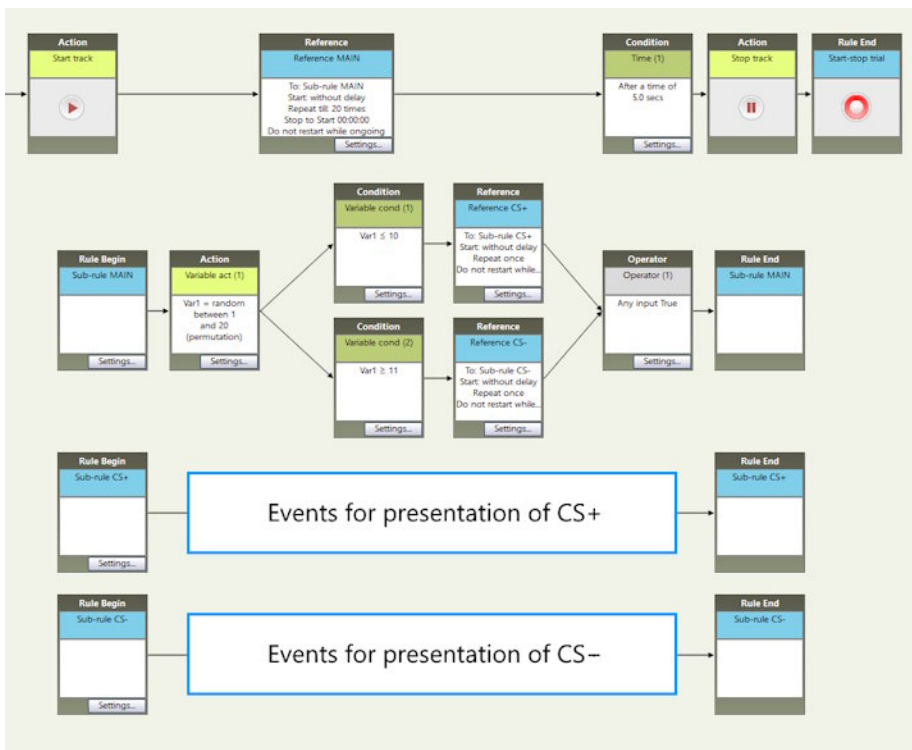 Action
Start track
Reference
Reference MAIN
To: Sub-rule MAIN
Start: without delay
Repeat till: 20 times
Stop to Start 00:00:00
Do not restart while ongoing
Settings...
Condition
Time (1)
After a time of
5.0 secs
Settings...
Action
Stop track
Rule End
Start-stop trial
Rule Begin
Sub-rule MAIN
Settings...
Action
Variable act (1)
Var1 = random
between 1
and 20
(permutation)
Settings...
Condition
Variable cond (1)
Var1 ≤ 10
Settings...
Reference
Reference CS+
To: Sub-rule CS+
Start: without delay
Repeat once
Do not restart while...
Settings...
Condition
Variable cond (2)
Var1 ≥ 11
Settings...
Reference
Reference CS-
To: Sub-rule CS-
Start: without delay
Repeat once
Do not restart while...
Settings...
Operator
Operator (1)
Any input True
Settings...
Rule End
Sub-rule MAIN
Rule Begin
Sub-rule CS+
Settings...
Events for presentation of CS+
Rule End
Sub-rule CS+
Rule Begin
Sub-rule CS-
Settings...
Events for presentation of CS−
Rule End
Sub-rule CS-